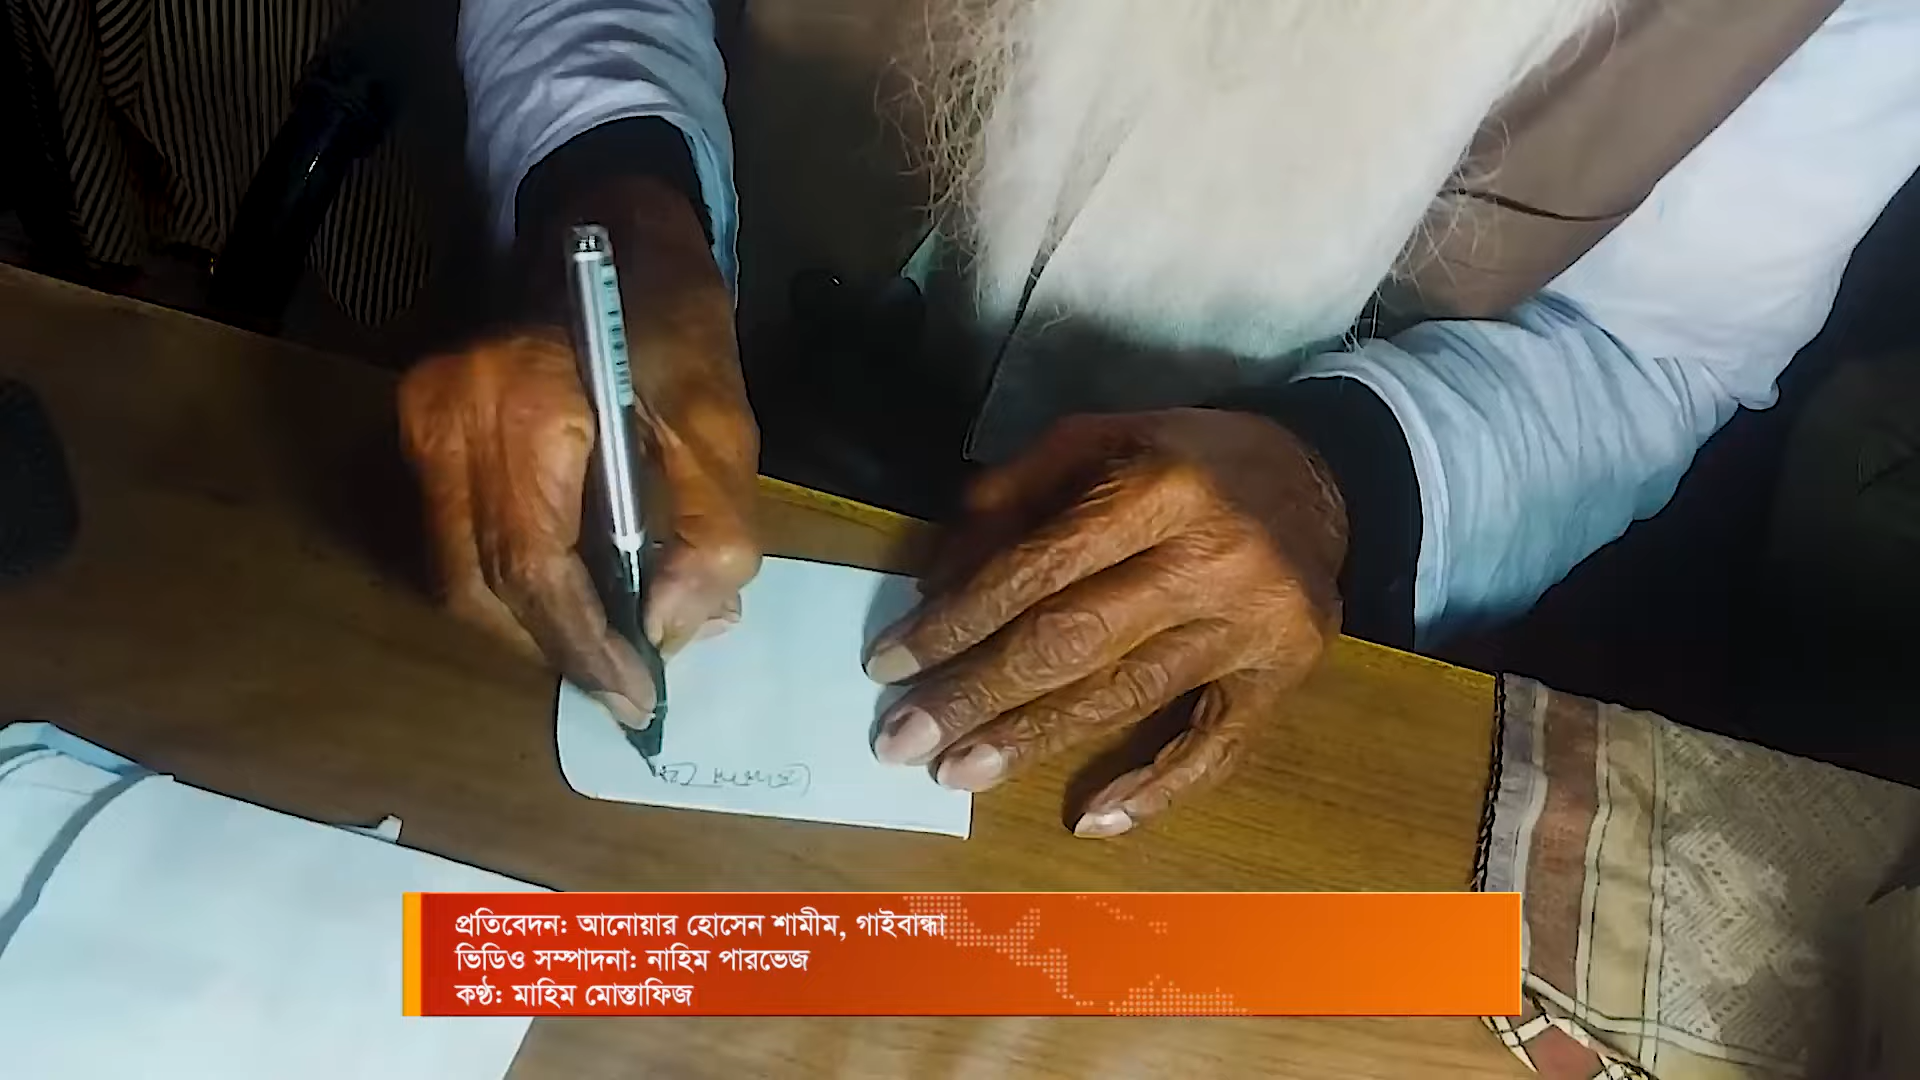 প্রতিবেদন: আনোয়ার হোসেন শামীম, গাইবান্ধা
ভিডিও সম্পাদনা: নাহিম পারভেজ
কণ্ঠ: মাহিম মোস্তাফিজ